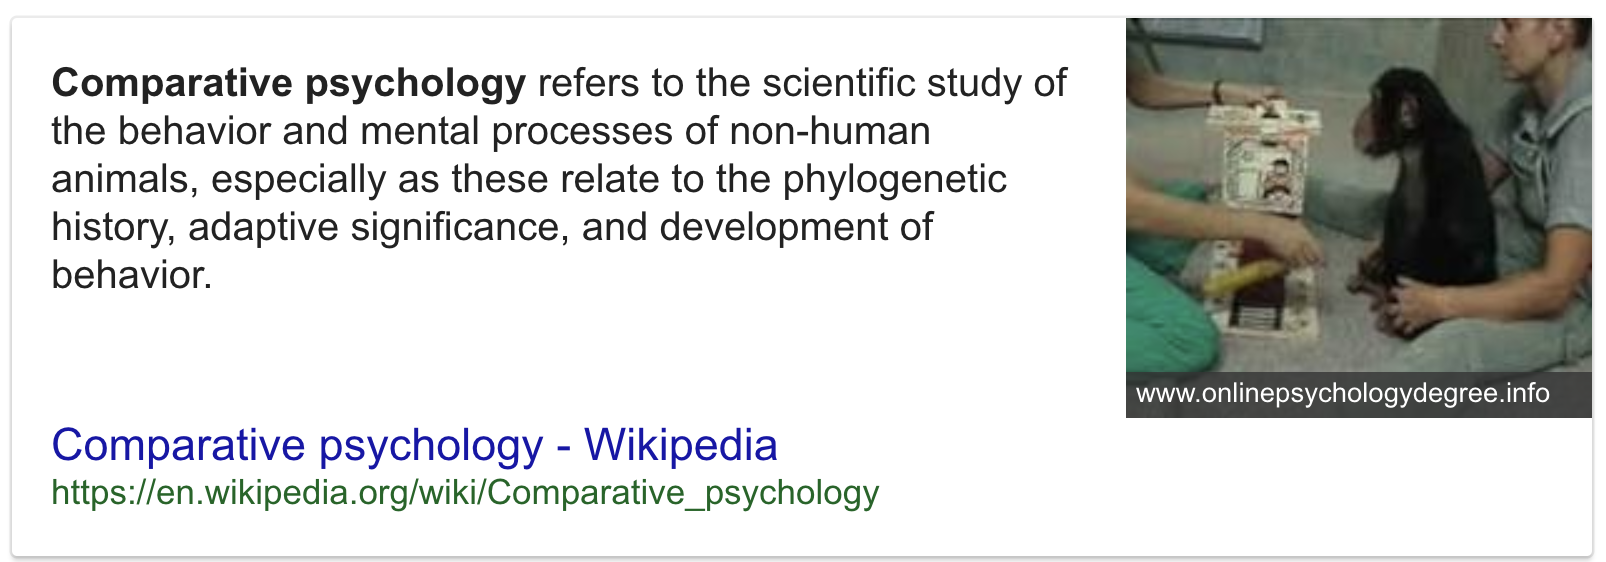 Comparative psychology refers to the scientific study of
the behavior and mental processes of non-human
animals, especially as these relate to the phylogenetic
history, adaptive significance, and development of
behavior.
www.onlinepsychologydegree.info
Comparative psychology - Wikipedia
https://en.wikipedia.org/wiki/Comparative_psychology